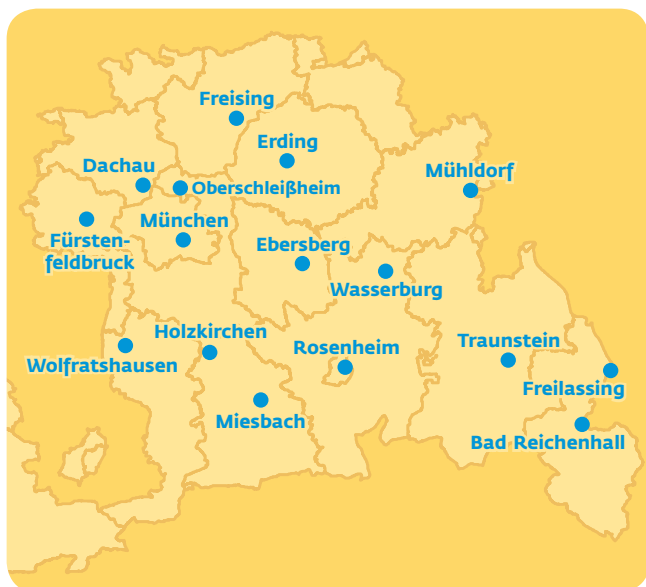 Freising
Erding
Dachau
Mühldorf
Oberschleißheim
München
Fürsten-
feldbruck
Ebersberg
Wasserburg
Holzkirchen
Traunstein
Rosenheim
Wolfratshausen
Freilassing
Miesbach
Bad Reichenhall